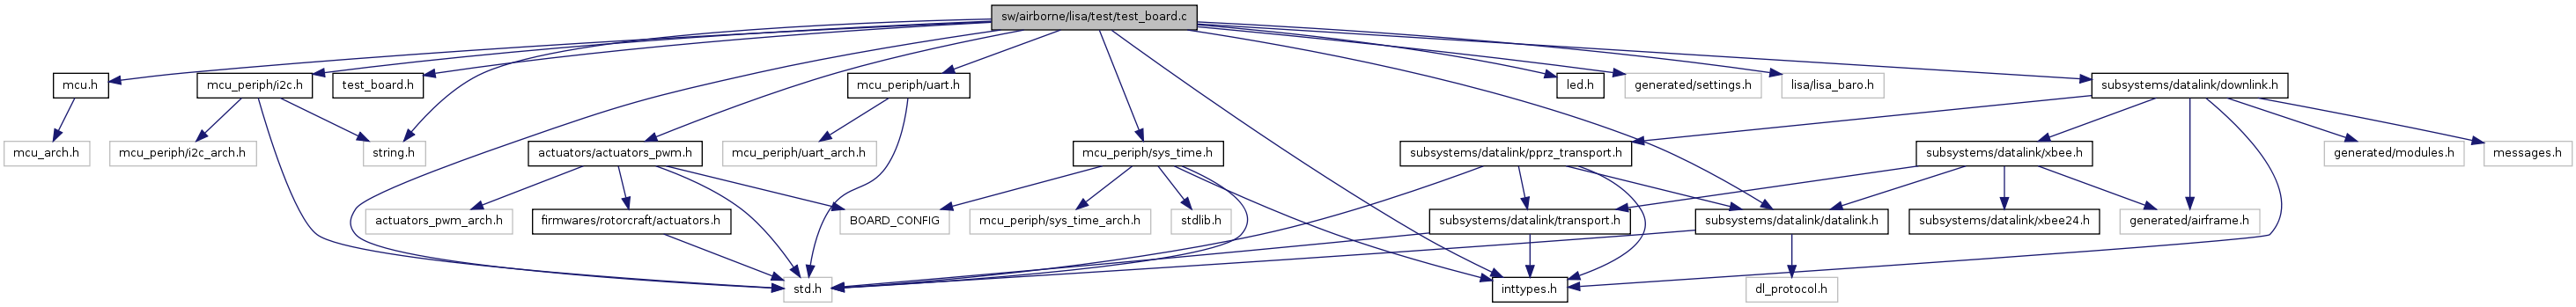 sw/airborne/lisa/test/test_board.c
mcu.h
mcu_periph/i2c.h
test_board.h
mcu_periph/uart.h
led.h
generated/settings.h
lisa/lisa_baro.h
subsystems/datalink/downlink.h
mcu_arch.h
mcu_periph/i2c_arch.h
string.h
actuators/actuators_pwm.h
mcu_periph/uart_arch.h
mcu_periph/sys_time.h
subsystems/datalink/pprz_transport.h
subsystems/datalink/xbee.h
generated/modules.h
messages.h
actuators_pwm_arch.h
firmwares/rotorcraft/actuators.h
BOARD_CONFIG
mcu_periph/sys_time_arch.h
stdlib.h
subsystems/datalink/transport.h
subsystems/datalink/datalink.h
subsystems/datalink/xbee24.h
generated/airframe.h
std.h
inttypes.h
dl_protocol.h